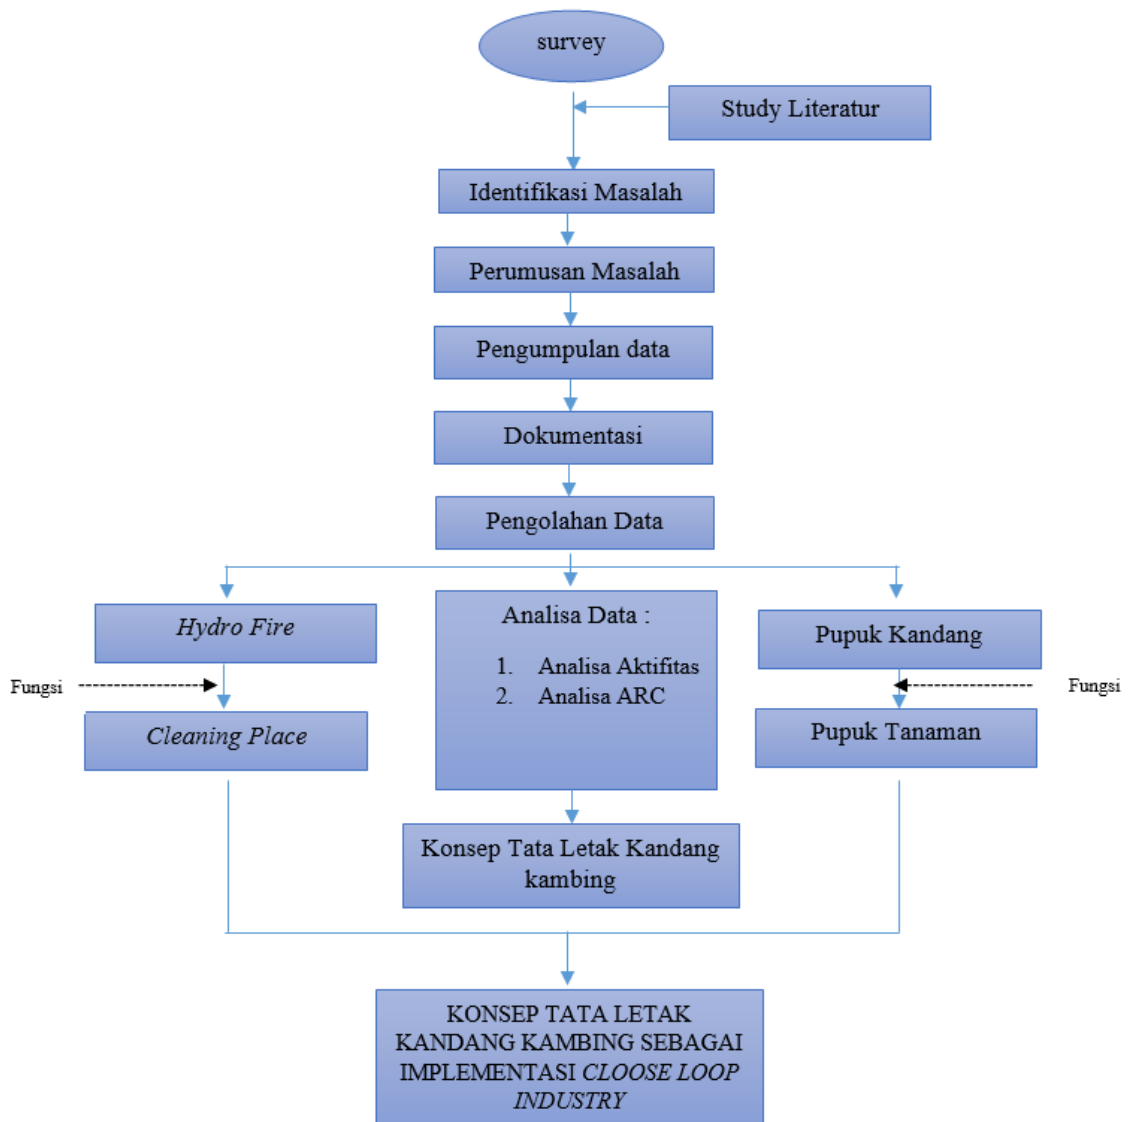 survey
Study Literatur
Identifikasi Masalah
Perumusan Masalah
Pengumpulan data
Dokumentasi
Pengolahan Data
Hydro Fire
Analisa Data :
1. Analisa Aktifitas
2. Analisa ARC
Pupuk Kandang
Fungsi
Fungsi
Cleaning Place
Pupuk Tanaman
Konsep Tata Letak Kandang
kambing
KONSEP TATA LETAK
KANDANG KAMBING SEBAGAI
IMPLEMENTASI CLOOSE LOOP
INDUSTRY